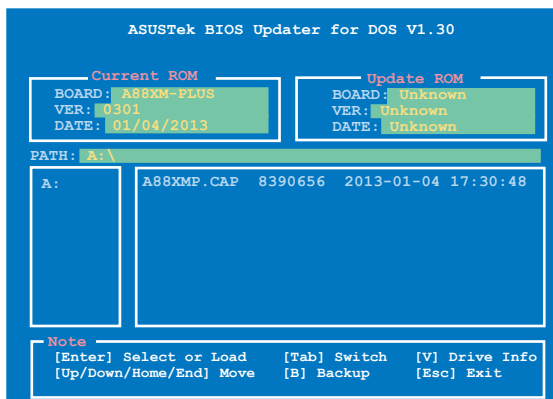 ASUSTek BIOS Updater for DOS V1.30
Current ROM
BOARD: A88XM-PLUS
VER: 0301
DATE: 01/04/2013
Update ROM
BOARD: Unknown
VER: Unknown
DATE: Unknown
PATH: A:\
A:
A88XMP.CAP 8390656 2013-01-04 17:30:48
Note
[Enter] Select or Load [Tab] Switch [V] Drive Info
[Up/Down/Home/End] Move [B] Backup [Esc] Exit